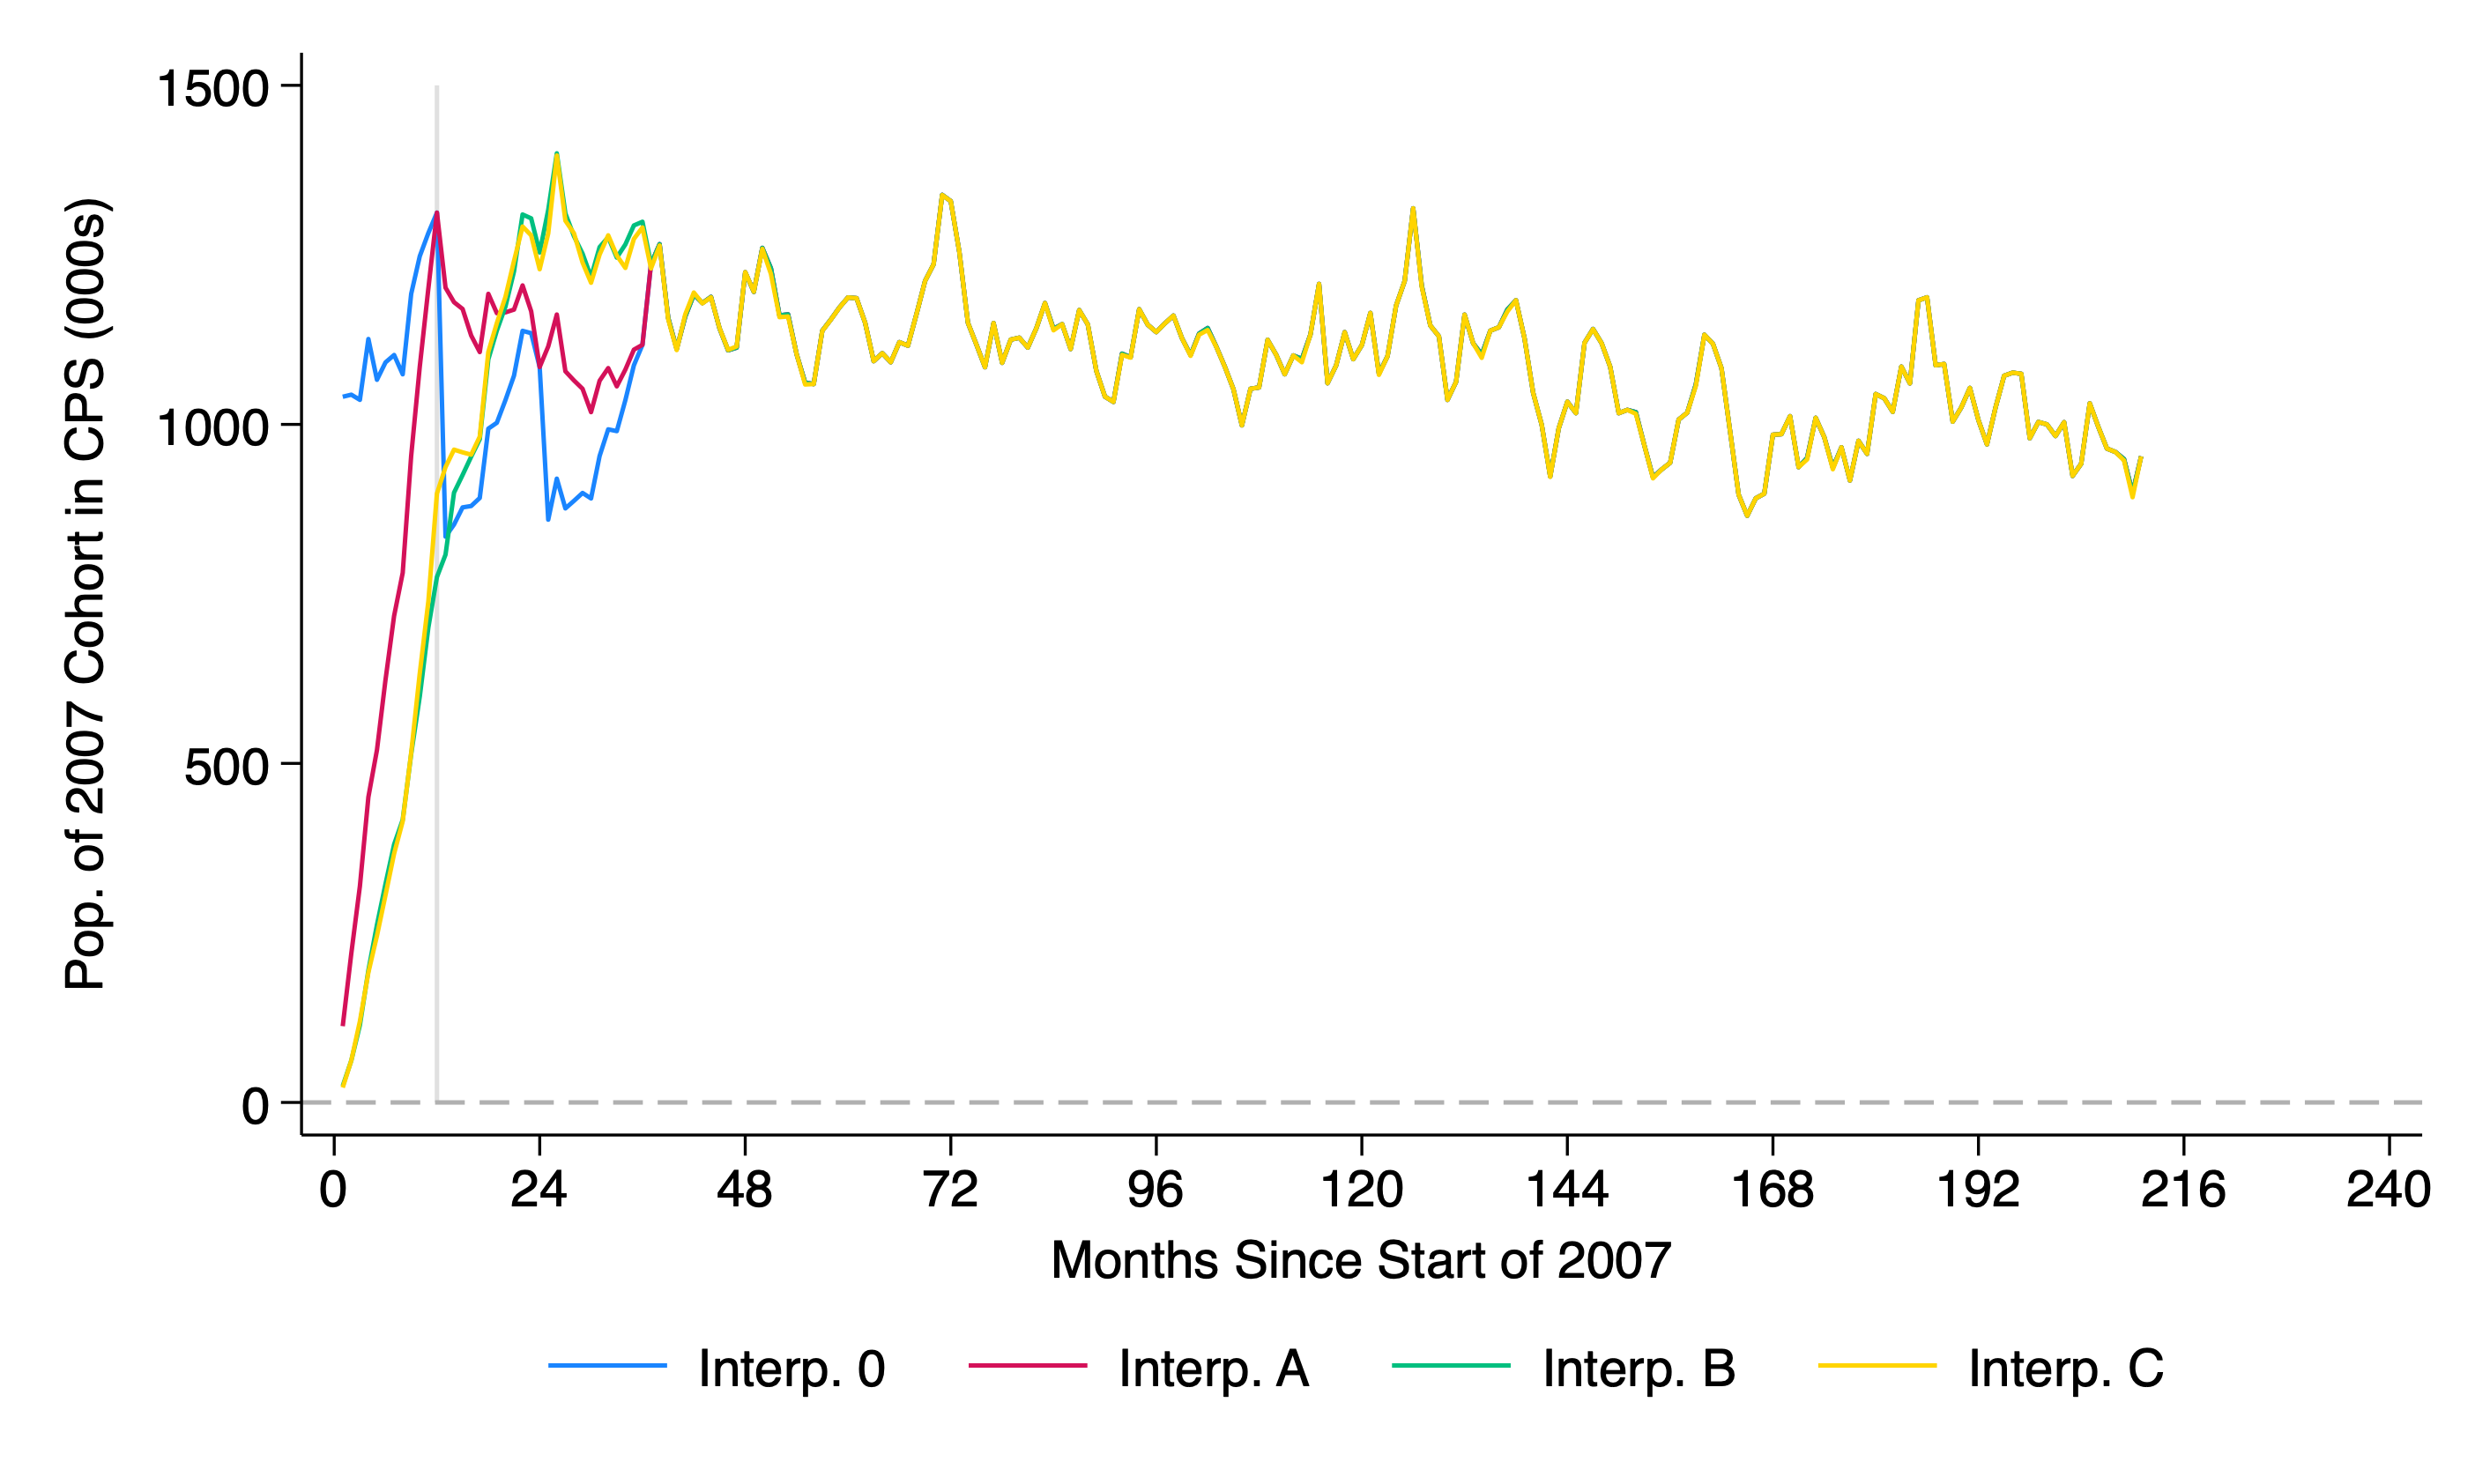 Pop. of 2007 Cohort in CPS (000s)
1500
1000
500
0
0 24 48 72 96 120 144 168 192 216 240
Months Since Start of 2007
Interp. 0 Interp. A Interp. B Interp. C